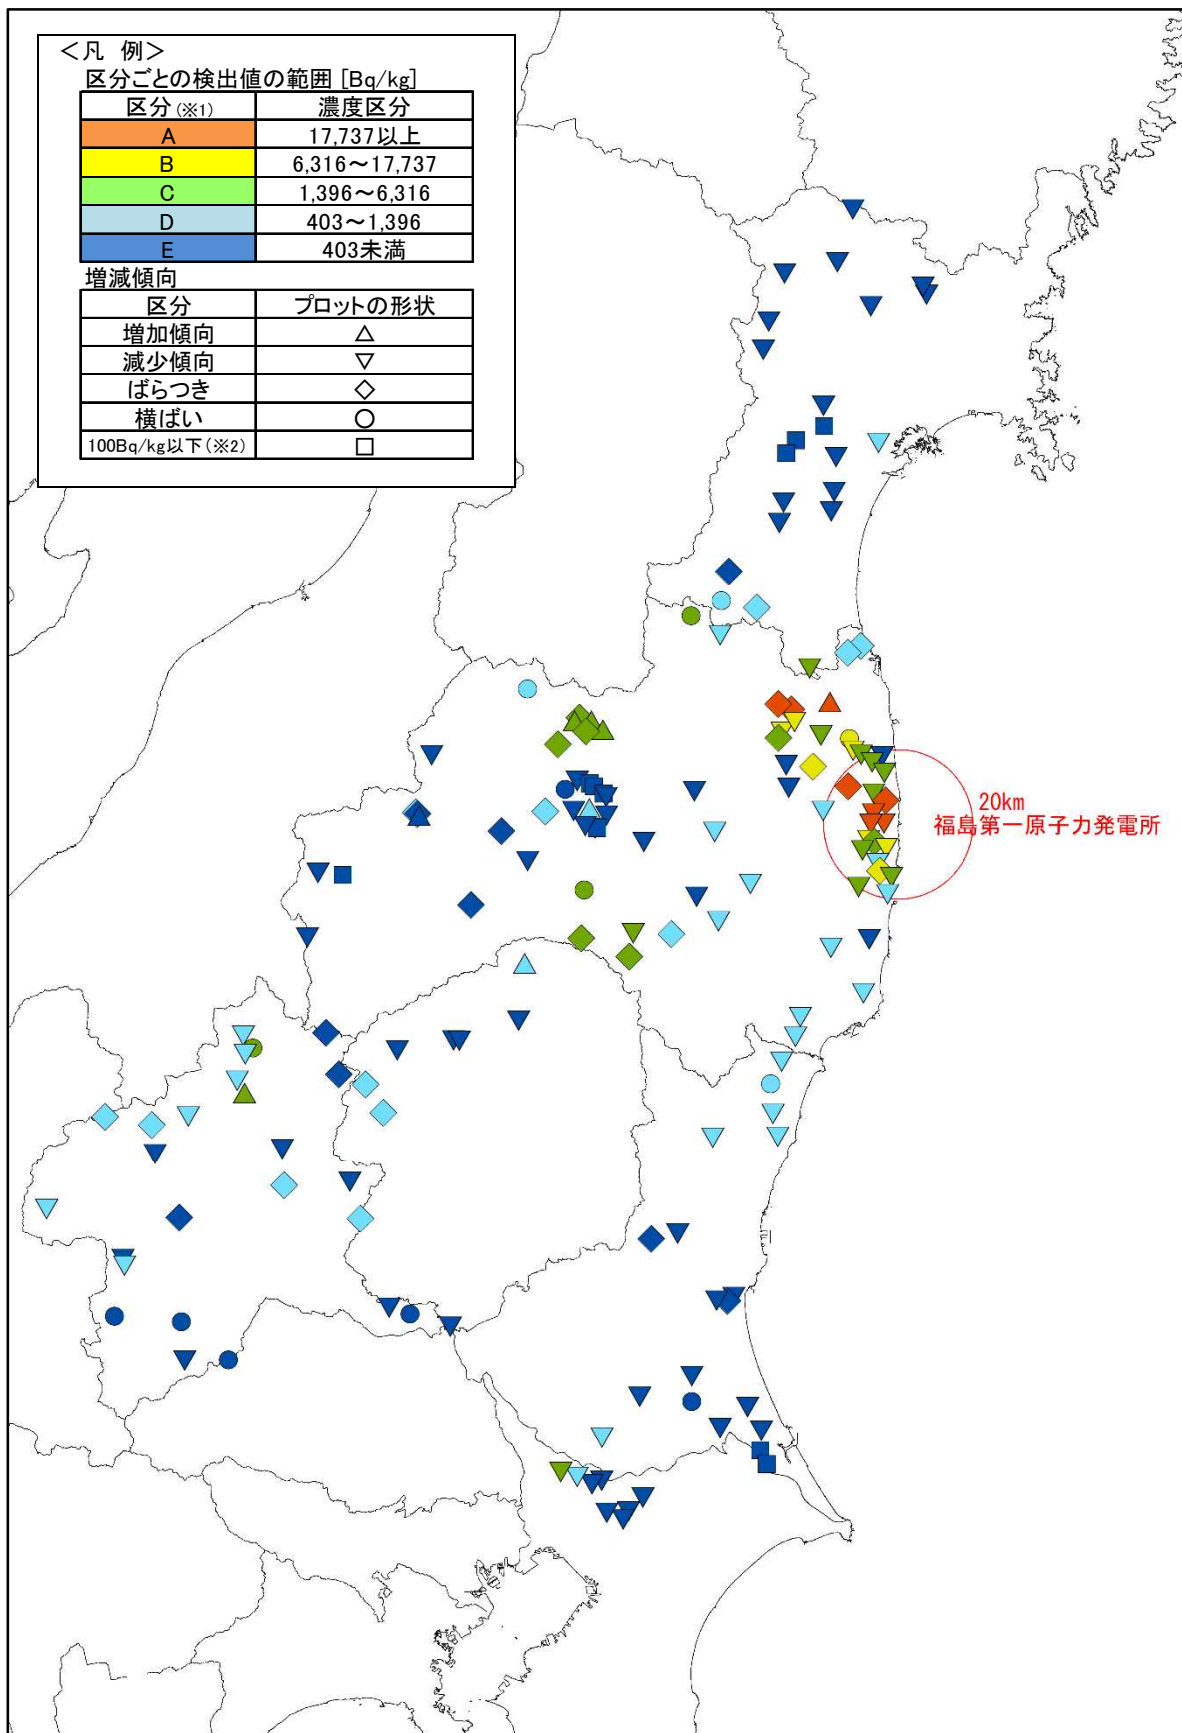 ＜凡 例＞
区分ごとの検出値の範囲 [Bq/kg]
区分(※1) 濃度区分
A 17,737以上
B 6,316～17,737
C 1,396～6,316
D 403～1,396
E 403未満
増減傾向
区分 プロットの形状
増加傾向 △
減少傾向 ▽
ばらつき ◇
横ばい ○
100Bq/kg以下(※2) □
20km
福島第一原子力発電所